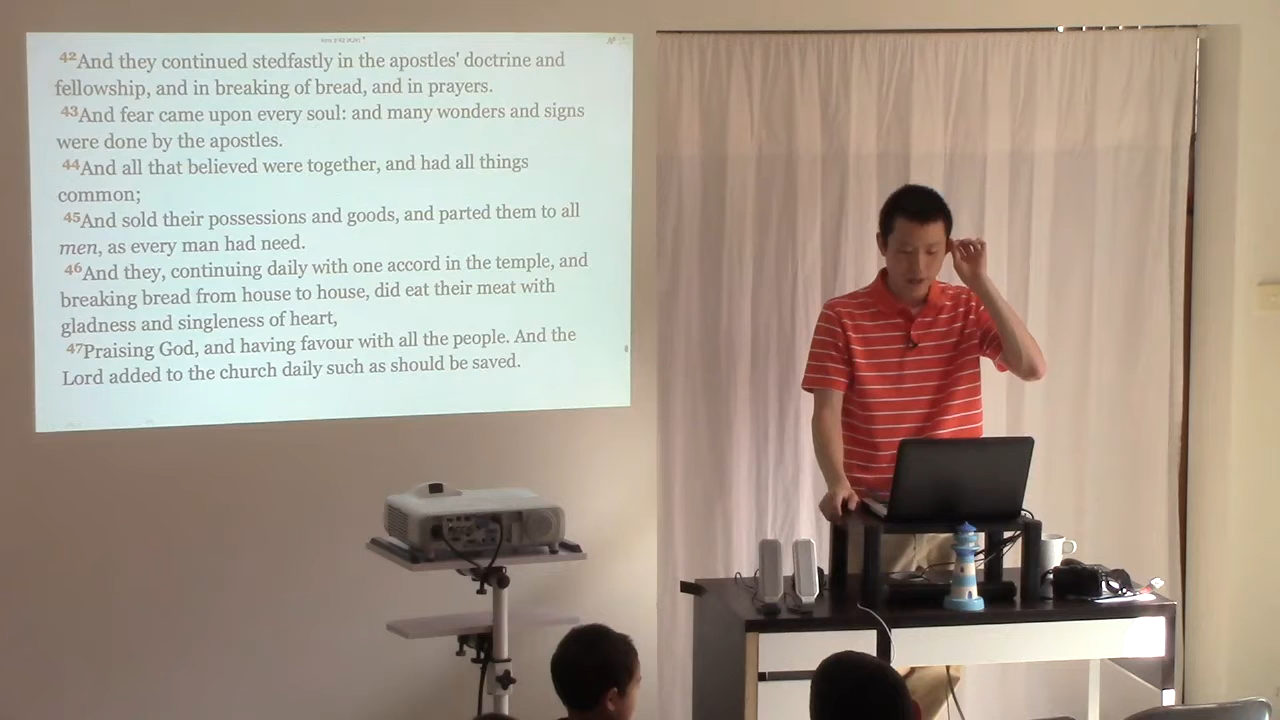 42And they continued stedfastly in the apostles' doctrine and
fellowship, and in breaking of bread, and in prayers.
43And fear came upon every soul: and many wonders and signs
were done by the apostles.
44And all that believed were together, and had all things
common;
45And sold their possessions and goods, and parted them to all
men, as every man had need.
46And they, continuing daily with one accord in the temple, and
breaking bread from house to house, did eat their meat with
gladness and singleness of heart,
47Praising God, and having favour with all the people. And the
Lord added to the church daily such as should be saved.